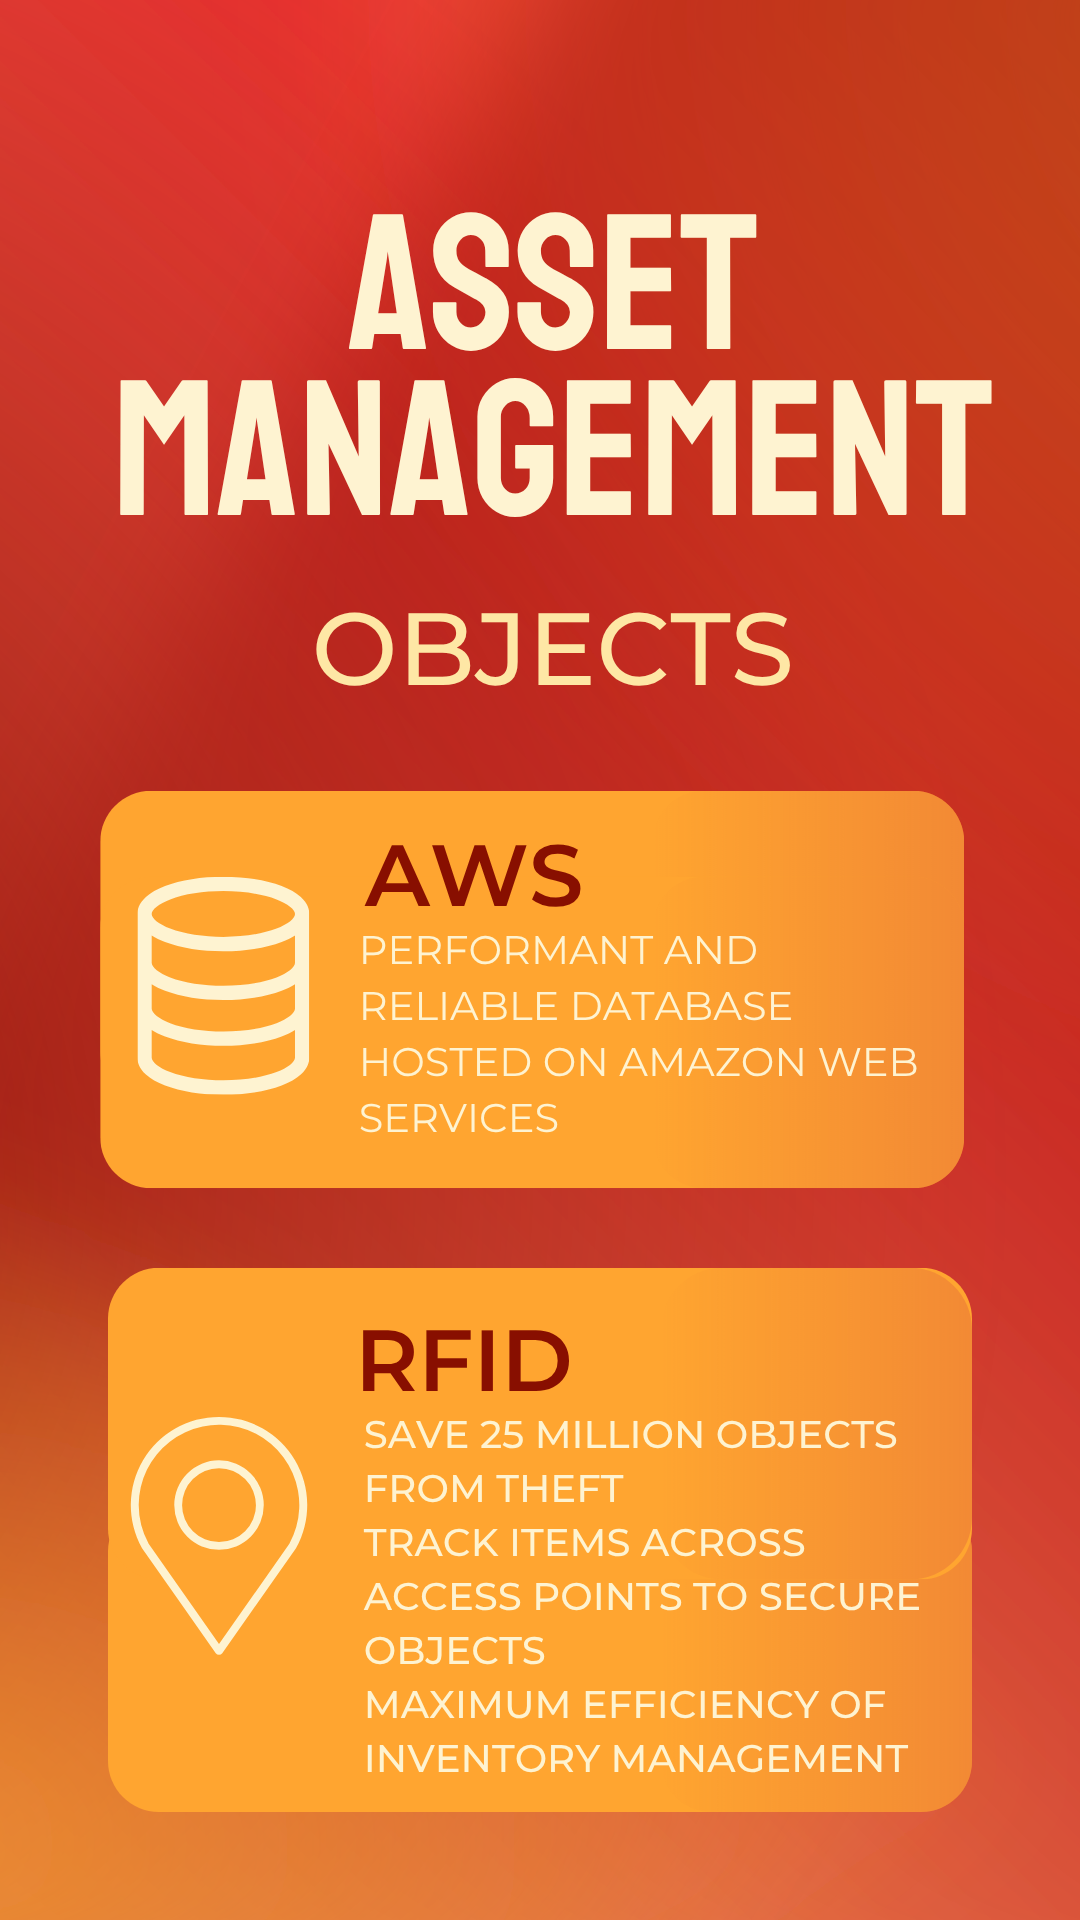 ASSET
MANAGEMENT
OBJECTS
AWS
PERFORMANT AND
RELIABLE DATABASE
HOSTED ON AMAZON WEB
SERVICES
RFID
SAVE 25 MILLION OBJECTS
FROM THEFT
TRACK ITEMS ACROSS
ACCESS POINTS TO SECURE
OBJECTS
MAXIMUM EFFICIENCY OF
INVENTORY MANAGEMENT